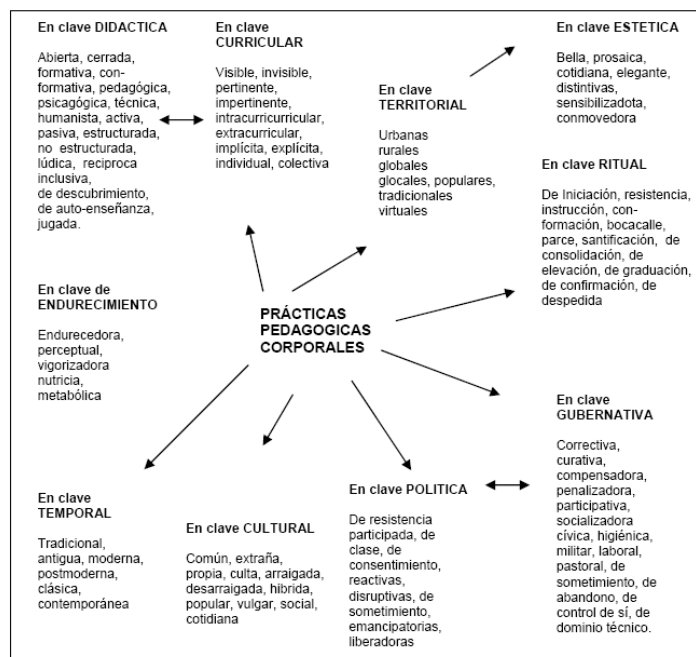 En clave DIDACTICA
Abierta, cerrada,
formativa, con-
formativa, pedagógica,
psicagógica, técnica,
humanista, activa,
pasiva, estructurada,
no estructurada,
lúdica, reciproca
inclusiva,
de descubrimiento,
de auto-enseñanza,
jugada.
En clave
CURRICULAR
Visible, invisible,
pertinente,
impertinente,
intracurricurricular,
extracurricular,
implícita, explícita,
individual, colectiva
En clave
TERRITORIAL
Urbanas
rurales
globales
glocales, populares,
tradicionales
virtuales
En clave ESTETICA
Bella, prosaica,
cotidiana, elegante,
distintivas,
sensibilizadota,
conmovedora
En clave RITUAL
De Iniciación, resistencia,
instrucción, con-
formación, bocacalle,
parce, santificación, de
consolidación, de
elevación, de graduación,
de confirmación, de
despedida
En clave de
ENDURECIMIENTO
Endurecedora,
perceptual,
vigorizadora
nutricia,
metabólica
PRÁCTICAS
PEDAGOGICAS
CORPORALES
En clave
GUBERNATIVA
Correctiva,
curativa,
compensadora,
penalizadora,
participativa,
socializadora
cívica, higiénica,
militar, laboral,
pastoral, de
sometimiento, de
abandono, de
control de sí, de
dominio técnico.
En clave
TEMPORAL
Tradicional,
antigua, moderna,
postmoderna,
clásica,
contemporánea
En clave CULTURAL
Común, extraña,
propia, culta, arraigada,
desarraigada, hibrida,
popular, vulgar, social,
cotidiana
En clave POLITICA
De resistencia
participada, de
clase, de
consentimiento,
reactivas,
disruptivas, de
sometimiento,
emancipatorias,
liberadoras